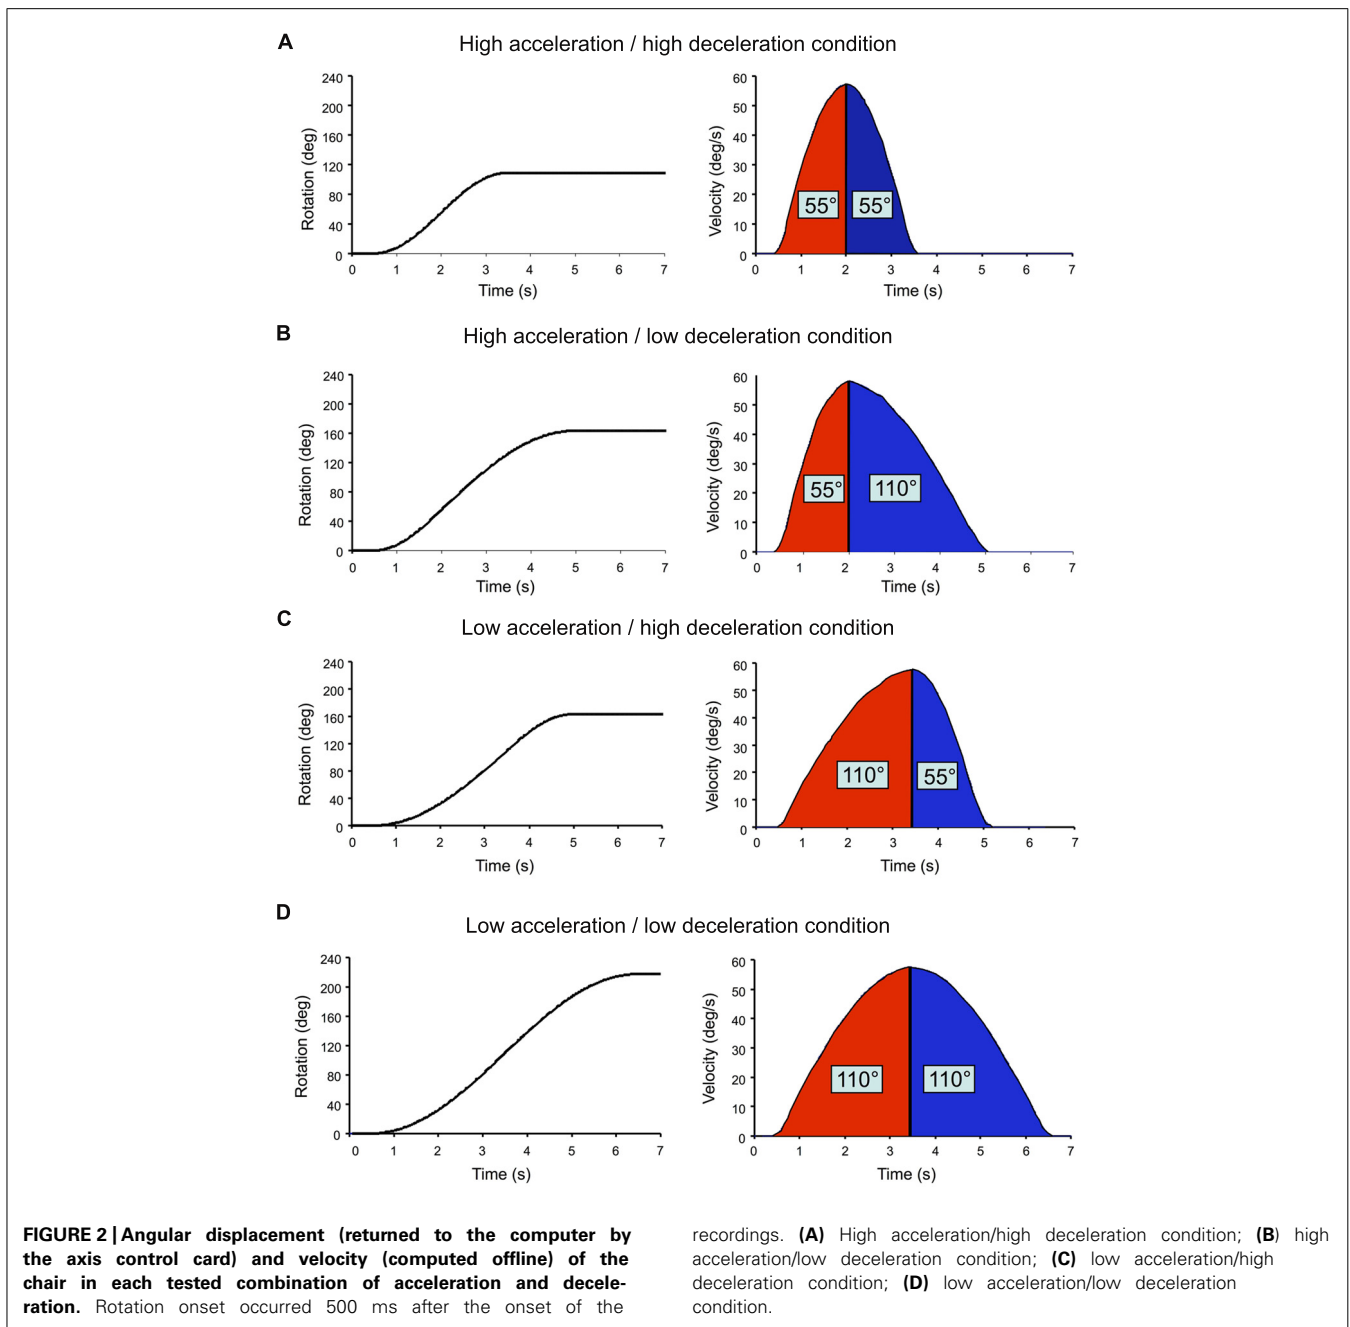 A
High acceleration / high deceleration condition
240
200
160
120
80
40
0
Rotation (deg)
0 1 2 3 4 5 6 7
Time (s)
60
50
40
30
20
10
0
Velocity (deg/s)
55° 55°
0 1 2 3 4 5 6 7
Time (s)
B
High acceleration / low deceleration condition
240
200
160
120
80
40
0
Rotation (deg)
0 1 2 3 4 5 6 7
Time (s)
60
50
40
30
20
10
0
Velocity (deg/s)
55° 110°
0 1 2 3 4 5 6 7
Time (s)
C
Low acceleration / high deceleration condition
240
200
160
120
80
40
0
Rotation (deg)
0 1 2 3 4 5 6 7
Time (s)
60
50
40
30
20
10
0
Velocity (deg/s)
110° 55°
0 1 2 3 4 5 6 7
Time (s)
D
Low acceleration / low deceleration condition
240
200
160
120
80
40
0
Rotation (deg)
0 1 2 3 4 5 6 7
Time (s)
60
50
40
30
20
10
0
Velocity (deg/s)
110° 110°
0 1 2 3 4 5 6 7
Time (s)
FIGURE 2 | Angular displacement (returned to the computer by
the axis control card) and velocity (computed offline) of the
chair in each tested combination of acceleration and decele-
ration. Rotation onset occurred 500 ms after the onset of the
recordings. (A) High acceleration/high deceleration condition; (B) high
acceleration/low deceleration condition; (C) low acceleration/high
deceleration condition; (D) low acceleration/low deceleration
condition.